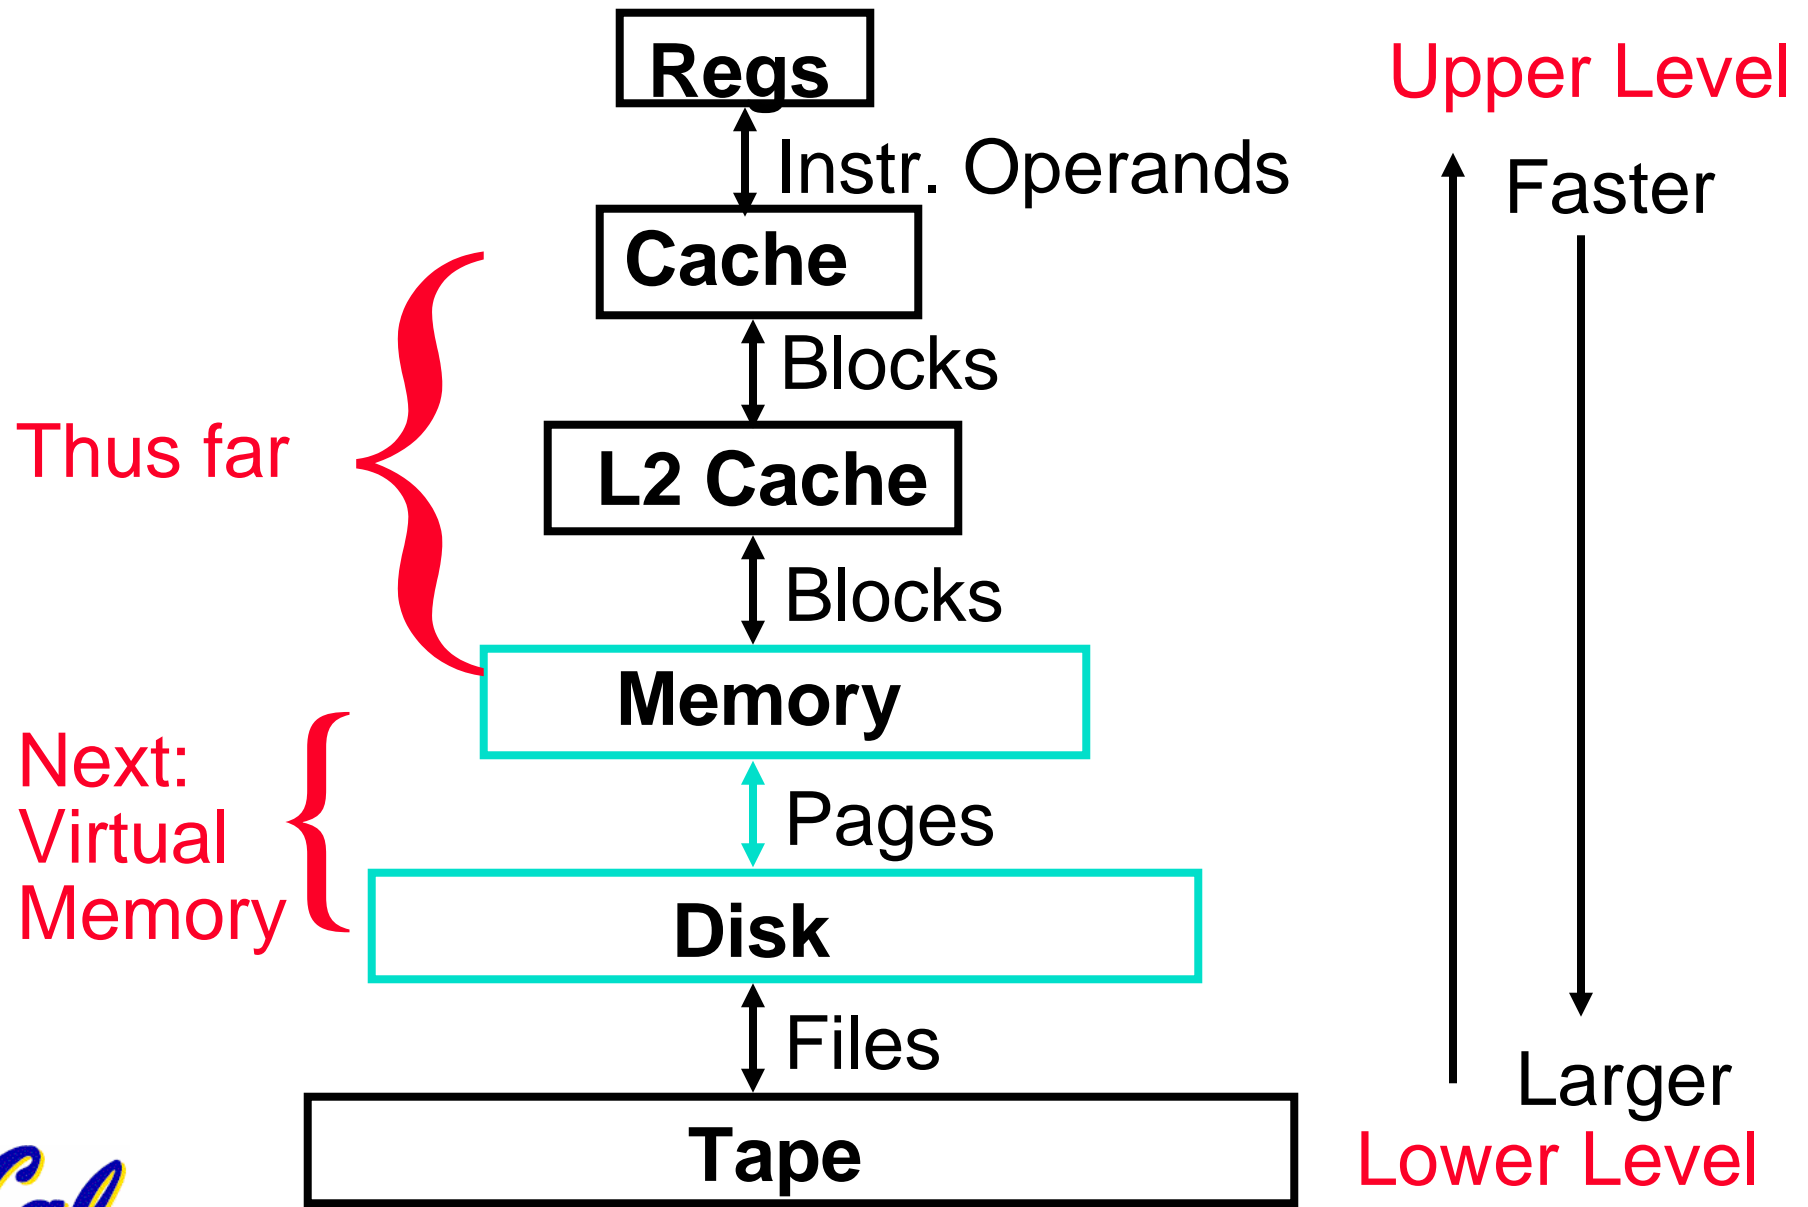 Regs
Upper Level
Instr. Operands
Faster
Cache
Blocks
Thus far
L2 Cache
Blocks
Memory
Next:
Virtual
Memory
Pages
Disk
Files
Larger
Tape
Lower Level
Cal